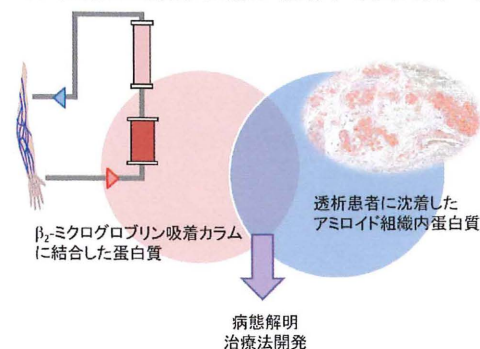 β₂-ミクログロブリン吸着カラム
に結合した蛋白質
透析患者に沈着した
アミロイド組織内蛋白質
病態解明
治療法開発